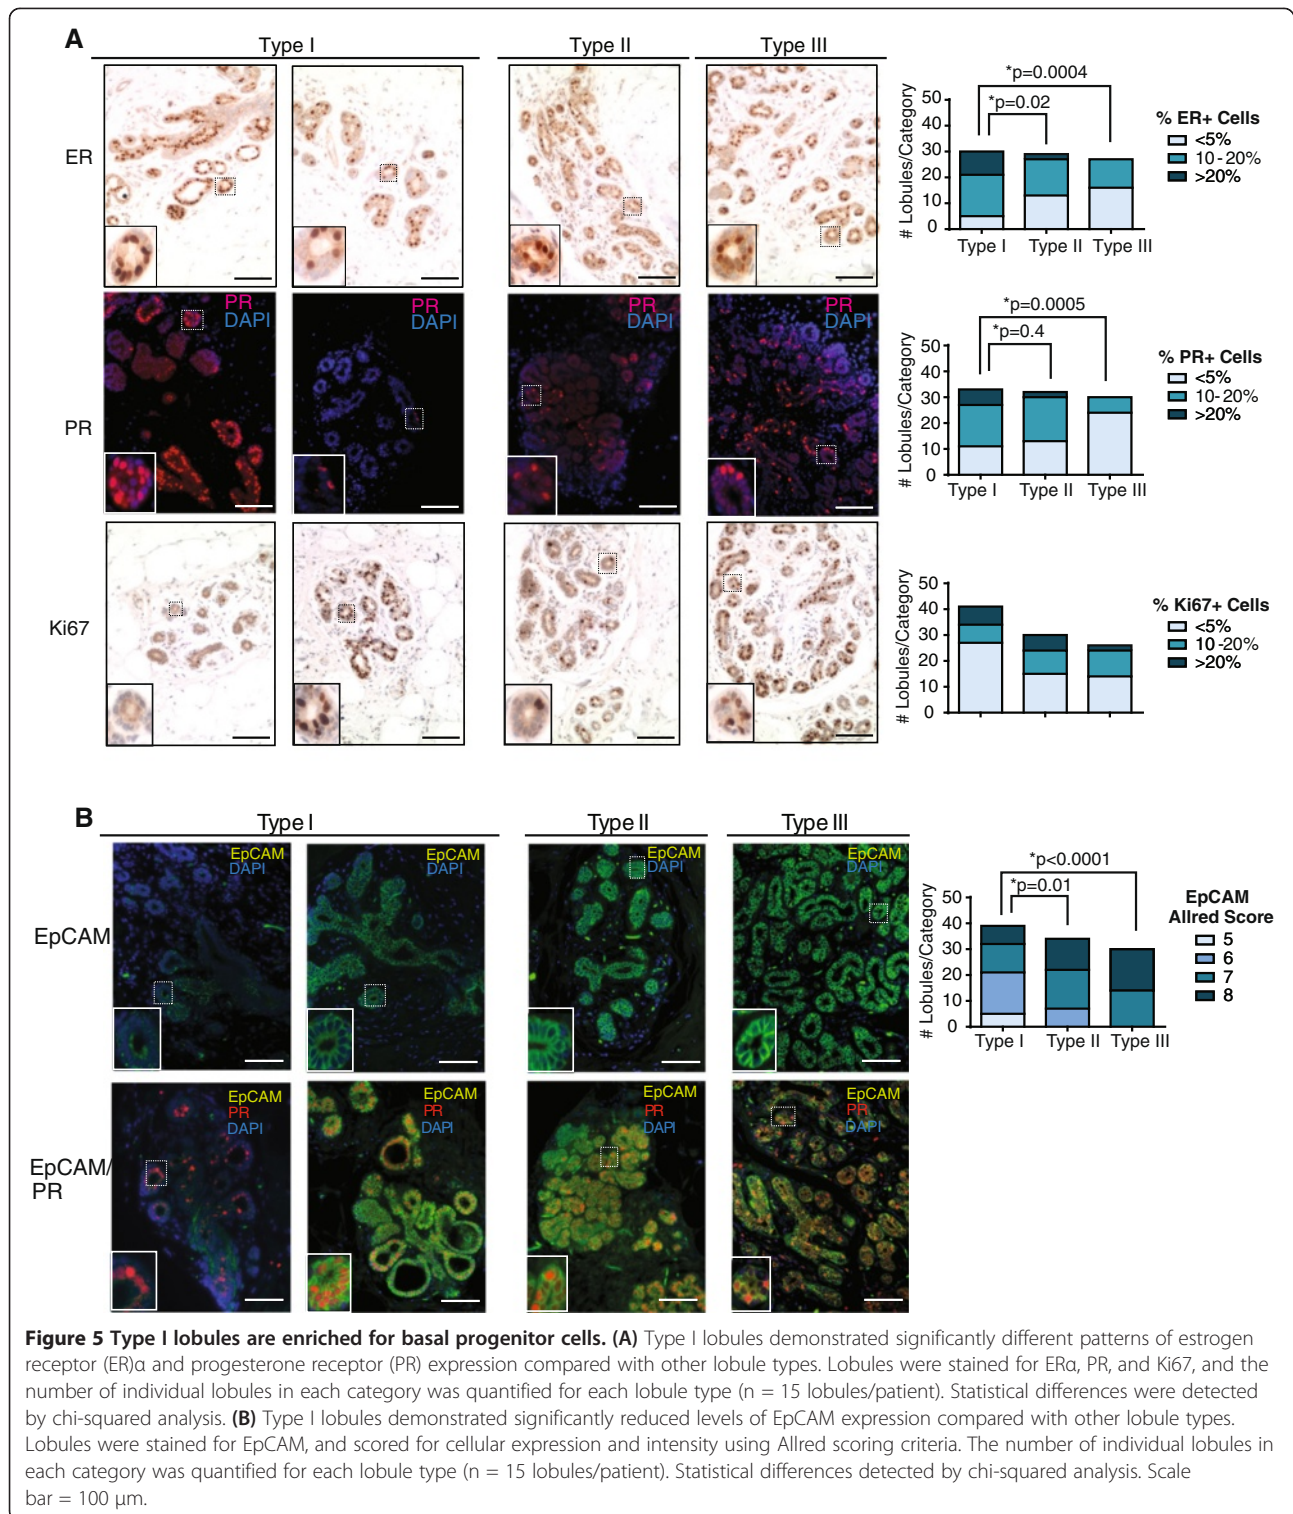 A
Type I
Type II
Type III
ER
*p=0.0004
*p=0.02
# Lobules/Category
50
40
30
20
10
0
Type I
Type II
Type III
% ER+ Cells
<5%
10-20%
>20%
PR
PR
DAPI
PR
DAPI
PR
DAPI
PR
DAPI
*p=0.0005
*p=0.4
# Lobules/Category
50
40
30
20
10
0
Type I
Type II
Type III
% PR+ Cells
<5%
10-20%
>20%
Ki67
# Lobules/Category
50
40
30
20
10
0
% Ki67+ Cells
<5%
10-20%
>20%
B
Type I
Type II
Type III
EpCAM
EpCAM
DAPI
EpCAM
DAPI
EpCAM
DAPI
EpCAM
DAPI
*p<0.0001
*p=0.01
# Lobules/Category
50
40
30
20
10
0
Type I
Type II
Type III
EpCAM
Allred Score
5
6
7
8
EpCAM/
PR
EpCAM
PR
DAPI
EpCAM
PR
DAPI
EpCAM
PR
DAPI
EpCAM
PR
DAPI
Figure 5 Type I lobules are enriched for basal progenitor cells. (A) Type I lobules demonstrated significantly different patterns of estrogen
receptor (ER)α and progesterone receptor (PR) expression compared with other lobule types. Lobules were stained for ERα, PR, and Ki67, and the
number of individual lobules in each category was quantified for each lobule type (n = 15 lobules/patient). Statistical differences were detected
by chi-squared analysis. (B) Type I lobules demonstrated significantly reduced levels of EpCAM expression compared with other lobule types.
Lobules were stained for EpCAM, and scored for cellular expression and intensity using Allred scoring criteria. The number of individual lobules in
each category was quantified for each lobule type (n = 15 lobules/patient). Statistical differences detected by chi-squared analysis. Scale
bar = 100 μm.